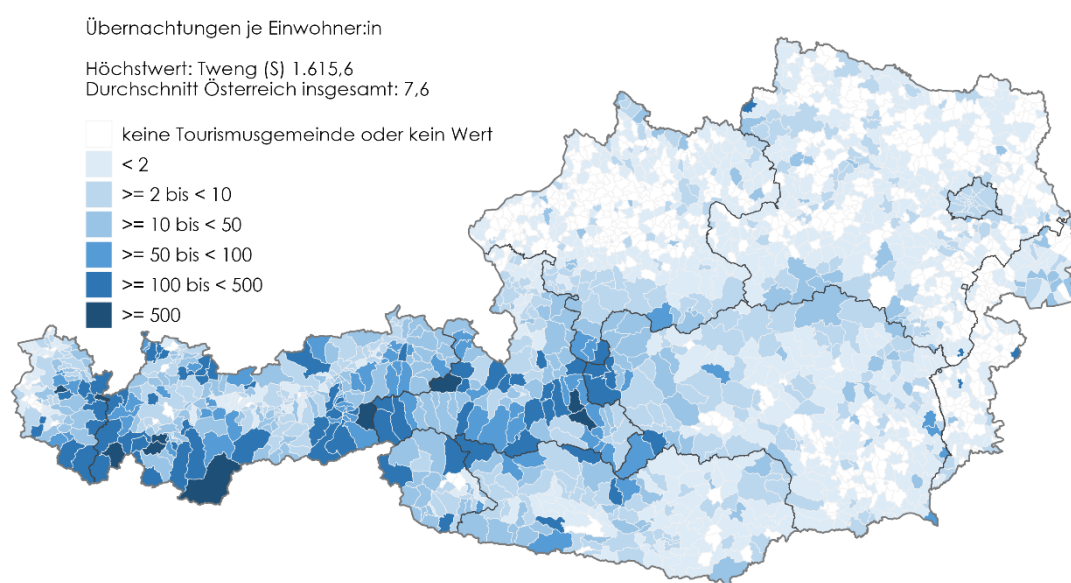 Übernachtungen je Einwohner:in
Höchstwert: Tweng (S) 1.615,6
Durchschnitt Österreich insgesamt: 7,6
keine Tourismusgemeinde oder kein Wert
< 2
>= 2 bis < 10
>= 10 bis < 50
>= 50 bis < 100
>= 100 bis < 500
>= 500